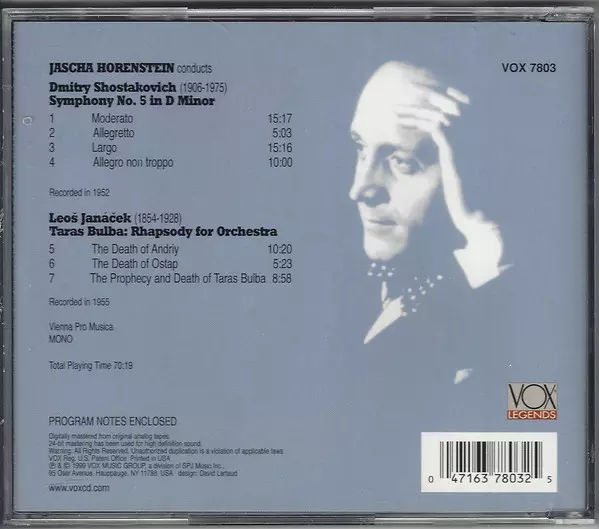 JASCHA HORENSTEIN conducts
VOX 7803
Dmitry Shostakovich (1906-1975)
Symphony No. 5 in D Minor
1 Moderato 15:17
2 Allegretto 5:03
3 Largo 15:16
4 Allegro non troppo 10:00
Recorded in 1952
Leoš Janáček (1854-1928)
Taras Bulba: Rhapsody for Orchestra
5 The Death of Andriy 10:20
6 The Death of Ostap 5:23
7 The Prophecy and Death of Taras Bulba 8:58
Recorded in 1955
Vienna Pro Musica
MONO
Total Playing Time 70:19
VOX
LEGENDS
PROGRAM NOTES ENCLOSED
Digitally mastered from original analog tapes.
24-bit mastering has been used for high definition sound.
Warning: All Rights Reserved. Unauthorized duplication is a violation of applicable laws
VOX Reg. U.S. Patent Office Printed in USA
℗ & © 1999 VOX MUSIC GROUP, a division of SPJ Music Inc.,
95 Oser Avenue, Hauppauge, NY 11788 USA design: David Lartaud
www.voxcd.com
0 47163 78032 5